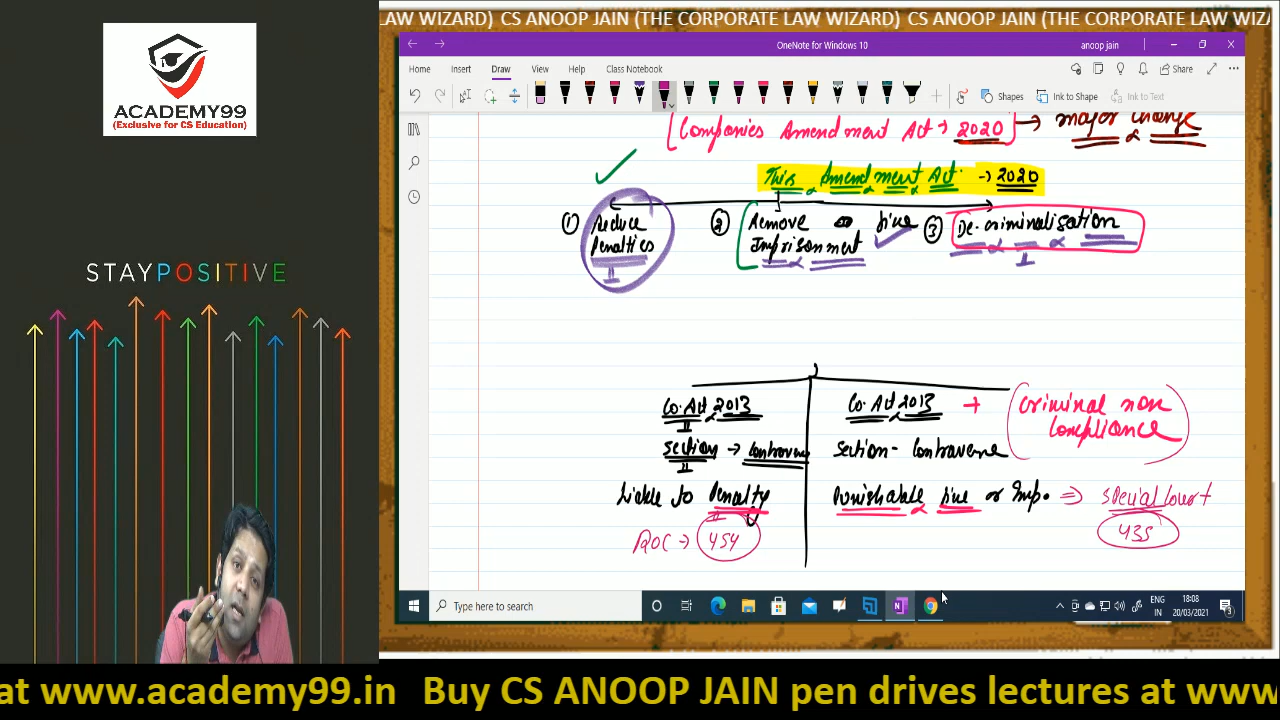 LAW WIZARD) CS ANOOP JAIN (THE CORPORATE LAW WIZARD) CS ANOOP JAIN (THE CORPORATE LAW WIZA
ACADEMY99
(Exclusive for CS Education)
STAYPOSITIVE
OneNote for Windows 10
anoop jain
Home Insert Draw View Help Class Notebook
Share
Shapes Ink to Shape Ink to Text
Companies Amendment Act → 2020 → major change
This Amendment Act → 2020
① Reduce Penalties
② Remove Imprisonment or fine
③ De-criminalisation
Co. Act 2013
Section → Contravene
Liable to Penalty
ROC → 454
Co. Act 2013 + Criminal non Compliance
Section - Contravene
Punishable fine or Imp. ⇒ Special Court
435
Type here to search
ENG
IN
18:08
20/03/2021
3
at www.academy99.in Buy CS ANOOP JAIN pen drives lectures at www.